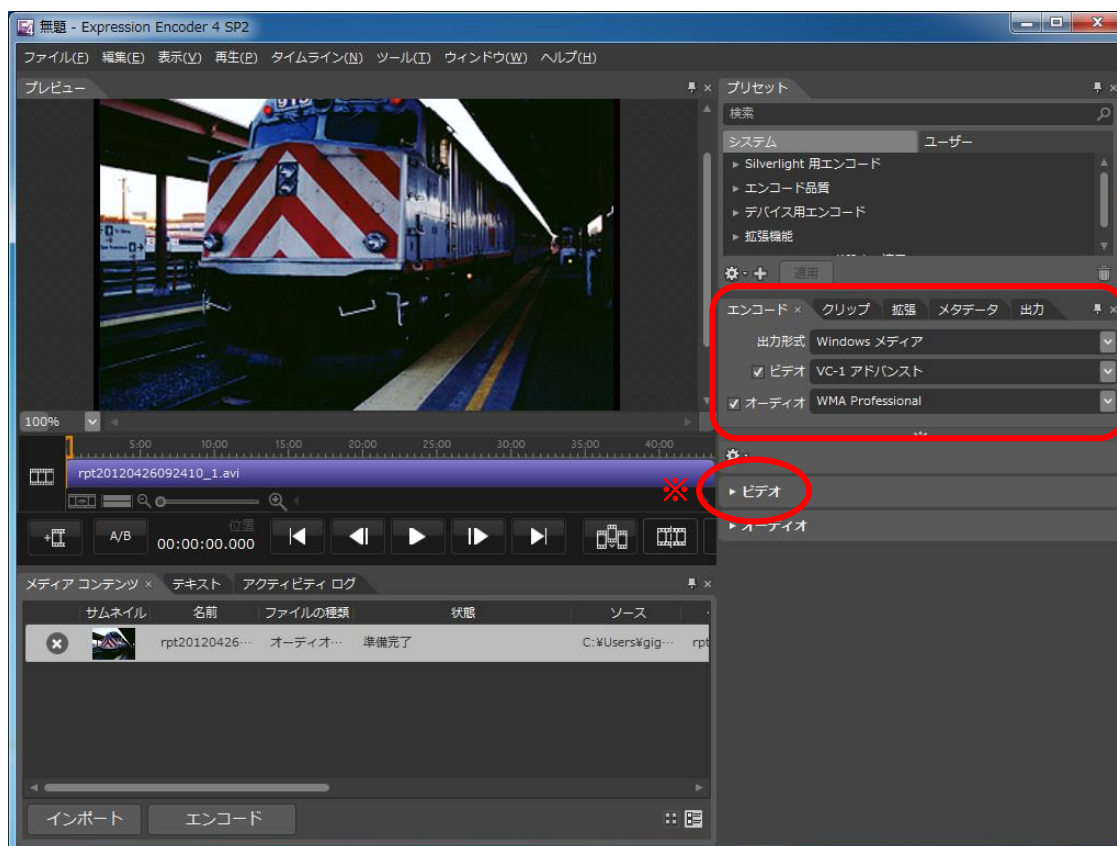 無題 - Expression Encoder 4 SP2
ファイル(F) 編集(E) 表示(V) 再生(P) タイムライン(N) ツール(T) ウィンドウ(W) ヘルプ(H)
プレビュー
プリセット
検索
システム ユーザー
Silverlight 用エンコード
エンコード品質
デバイス用エンコード
拡張機能
適用
エンコード クリップ 拡張 メタデータ 出力
出力形式 Windows メディア
ビデオ VC-1 アドバンスト
オーディオ WMA Professional
※ ビデオ
オーディオ
100%
5:00 10:00 15:00 20:00 25:00 30:00 35:00 40:00
rpt20120426092410_1.avi
A/B
位置
00:00:00.000
メディア コンテンツ テキスト アクティビティ ログ
サムネイル 名前 ファイルの種類 状態 ソース
rpt20120426… オーディオ… 準備完了 C:¥Users¥gig… rpt
インポート エンコード